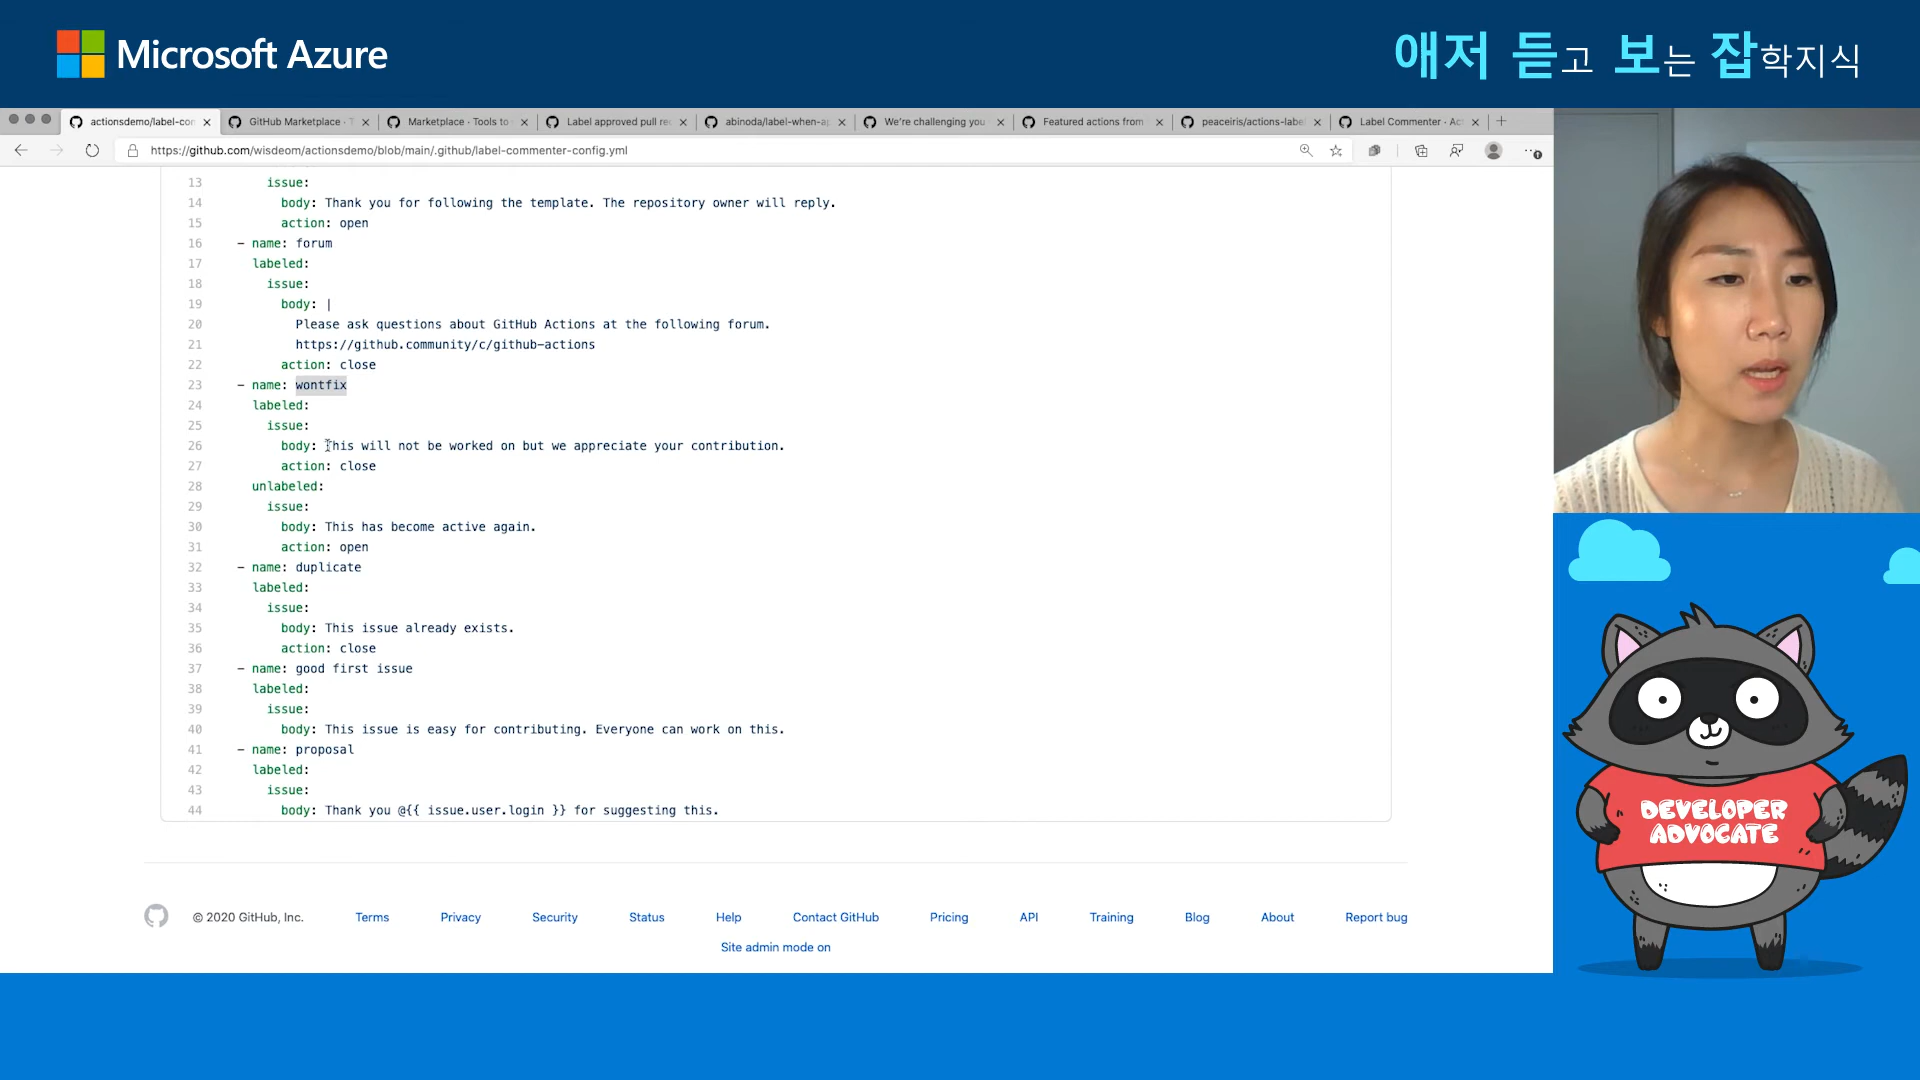 Microsoft Azure
애저 듣고 보는 잡학지식
actionsdemo/label-con
GitHub Marketplace · T
Marketplace · Tools to
Label approved pull re
abinoda/label-when-ap
We're challenging you
Featured actions from
peaceiris/actions-label
Label Commenter · Ac
https://github.com/wisdeom/actionsdemo/blob/main/.github/label-commenter-config.yml
13 issue:
14 body: Thank you for following the template. The repository owner will reply.
15 action: open
16 - name: forum
17 labeled:
18 issue:
19 body: |
20 Please ask questions about GitHub Actions at the following forum.
21 https://github.community/c/github-actions
22 action: close
23 - name: wontfix
24 labeled:
25 issue:
26 body: This will not be worked on but we appreciate your contribution.
27 action: close
28 unlabeled:
29 issue:
30 body: This has become active again.
31 action: open
32 - name: duplicate
33 labeled:
34 issue:
35 body: This issue already exists.
36 action: close
37 - name: good first issue
38 labeled:
39 issue:
40 body: This issue is easy for contributing. Everyone can work on this.
41 - name: proposal
42 labeled:
43 issue:
44 body: Thank you @{{ issue.user.login }} for suggesting this.
© 2020 GitHub, Inc.
Terms
Privacy
Security
Status
Help
Contact GitHub
Pricing
API
Training
Blog
About
Report bug
Site admin mode on
DEVELOPER
ADVOCATE